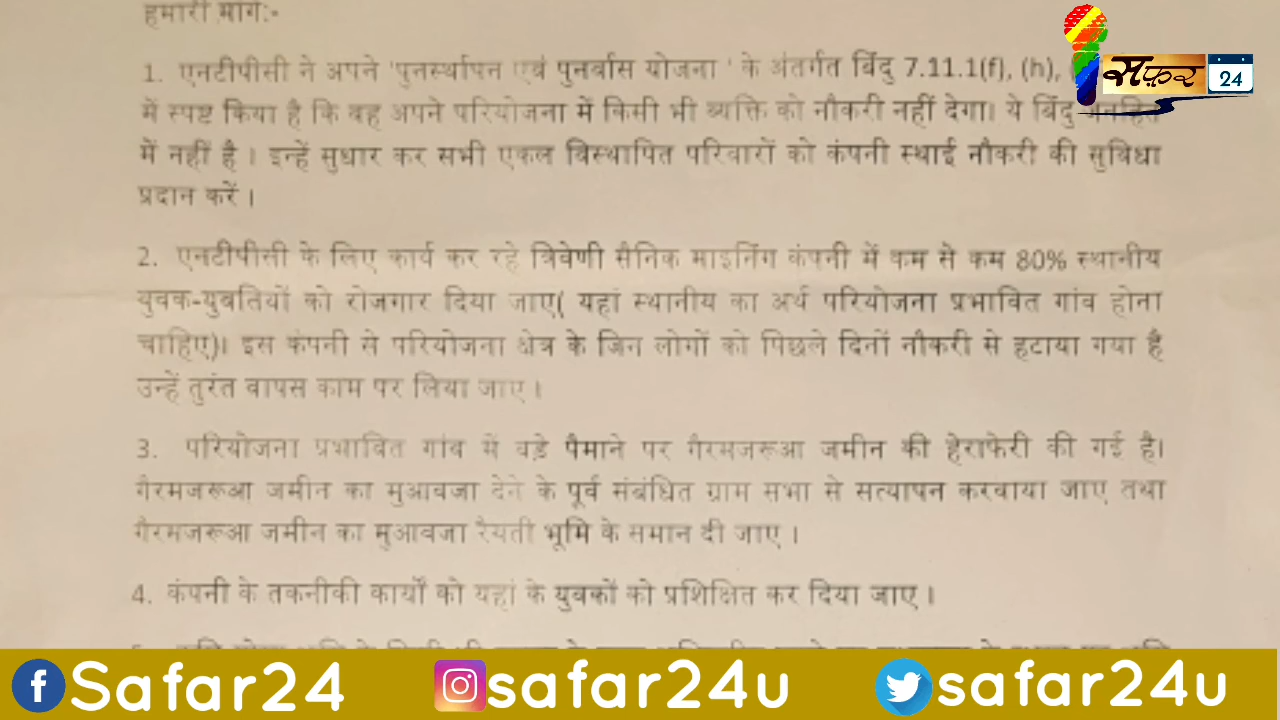 हमारी मांगें:-
1. एनटीपीसी ने अपने 'पुनर्स्थापन एवं पुनर्वास योजना ' के अंतर्गत बिंदु 7.11.1(f), (h),
में स्पष्ट किया है कि वह अपने परियोजना में किसी भी व्यक्ति को नौकरी नहीं देगा। ये बिंदु जनहित
में नहीं है । इन्हें सुधार कर सभी एकल विस्थापित परिवारों को कंपनी स्थाई नौकरी की सुविधा
प्रदान करें ।
2. एनटीपीसी के लिए कार्य कर रहे त्रिवेणी सैनिक माइनिंग कंपनी में कम से कम 80% स्थानीय
युवक-युवतियों को रोजगार दिया जाए( यहां स्थानीय का अर्थ परियोजना प्रभावित गांव होना
चाहिए)। इस कंपनी से परियोजना क्षेत्र के जिन लोगों को पिछले दिनों नौकरी से हटाया गया है
उन्हें तुरंत वापस काम पर लिया जाए ।
3. परियोजना प्रभावित गांव में बड़े पैमाने पर गैरमजरूआ जमीन की हेराफेरी की गई है।
गैरमजरूआ जमीन का मुआवजा देने के पूर्व संबंधित ग्राम सभा से सत्यापन करवाया जाए तथा
गैरमजरूआ जमीन का मुआवजा रैयती भूमि के समान दी जाए ।
4. कंपनी के तकनीकी कार्यों को यहां के युवकों को प्रशिक्षित कर दिया जाए ।
सफ़र 24
Safar24
safar24u
safar24u